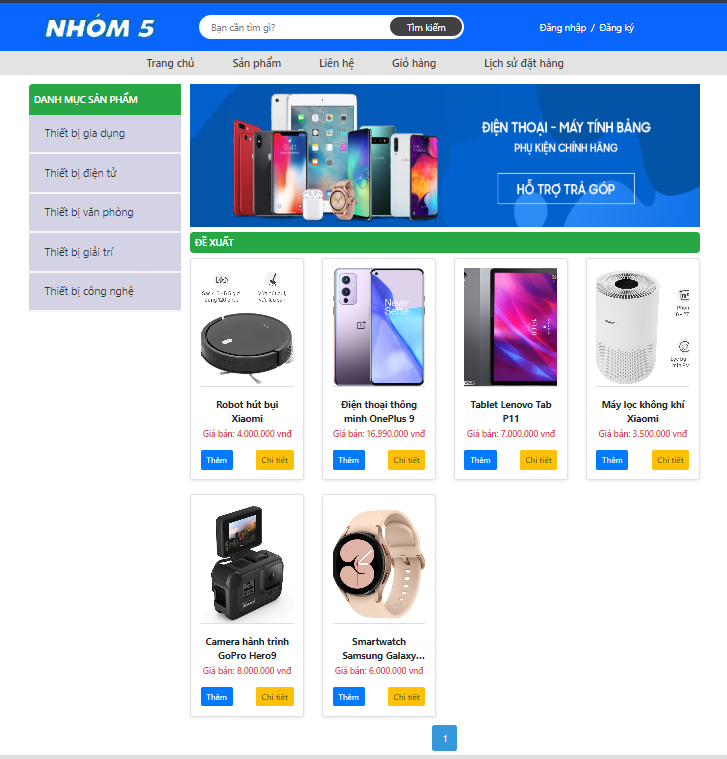 NHÓM 5
Bạn cần tìm gì?
Tìm kiếm
Đăng nhập / Đăng ký
Trang chủ
Sản phẩm
Liên hệ
Giỏ hàng
Lịch sử đặt hàng
DANH MỤC SẢN PHẨM
Thiết bị gia dụng
Thiết bị điện tử
Thiết bị văn phòng
Thiết bị giải trí
Thiết bị công nghệ
ĐIỆN THOẠI - MÁY TÍNH BẢNG
PHỤ KIỆN CHÍNH HÃNG
HỖ TRỢ TRẢ GÓP
ĐỀ XUẤT
Never
Settle
Robot hút bụi
Xiaomi
Giá bán: 4.000.000 vnđ
Thêm
Chi tiết
Điện thoại thông
minh OnePlus 9
Giá bán: 16.990.000 vnđ
Thêm
Chi tiết
Tablet Lenovo Tab
P11
Giá bán: 7.000.000 vnđ
Thêm
Chi tiết
Máy lọc không khí
Xiaomi
Giá bán: 3.500.000 vnđ
Thêm
Chi tiết
Camera hành trình
GoPro Hero9
Giá bán: 8.000.000 vnđ
Thêm
Chi tiết
Smartwatch
Samsung Galaxy...
Giá bán: 6.000.000 vnđ
Thêm
Chi tiết
1